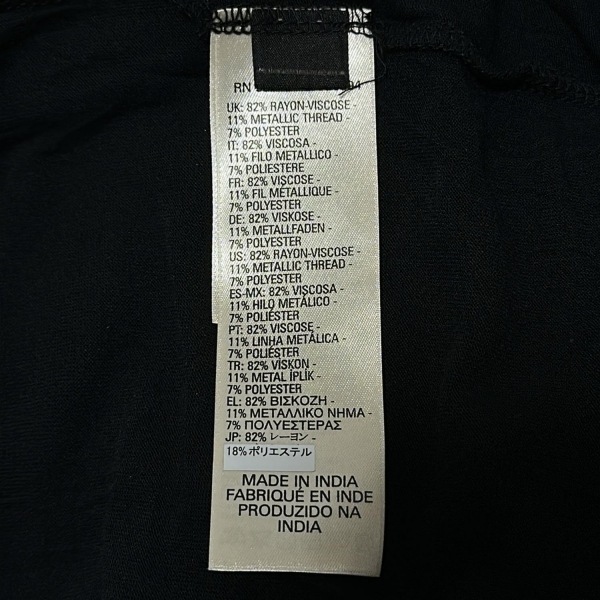 RN 94
UK: 82% RAYON-VISCOSE -
11% METALLIC THREAD -
7% POLYESTER
IT: 82% VISCOSA -
11% FILO METALLICO -
7% POLIESTERE
FR: 82% VISCOSE -
11% FIL MÉTALLIQUE -
7% POLYESTER
DE: 82% VISKOSE -
11% METALLFADEN -
7% POLYESTER
US: 82% RAYON-VISCOSE -
11% METALLIC THREAD -
7% POLYESTER
ES-MX: 82% VISCOSA -
11% HILO METÁLICO -
7% POLIÉSTER
PT: 82% VISCOSE -
11% LINHA METÁLICA -
7% POLIÉSTER
TR: 82% VİSKON -
11% METAL İPLİK -
7% POLYESTER
EL: 82% ΒΙΣΚΟΖΗ -
11% ΜΕΤΑΛΛΙΚΟ ΝΗΜΑ -
7% ΠΟΛΥΕΣΤΕΡΑΣ
JP: 82% レーヨン -
18% ポリエステル
MADE IN INDIA
FABRIQUÉ EN INDE
PRODUZIDO NA
INDIA